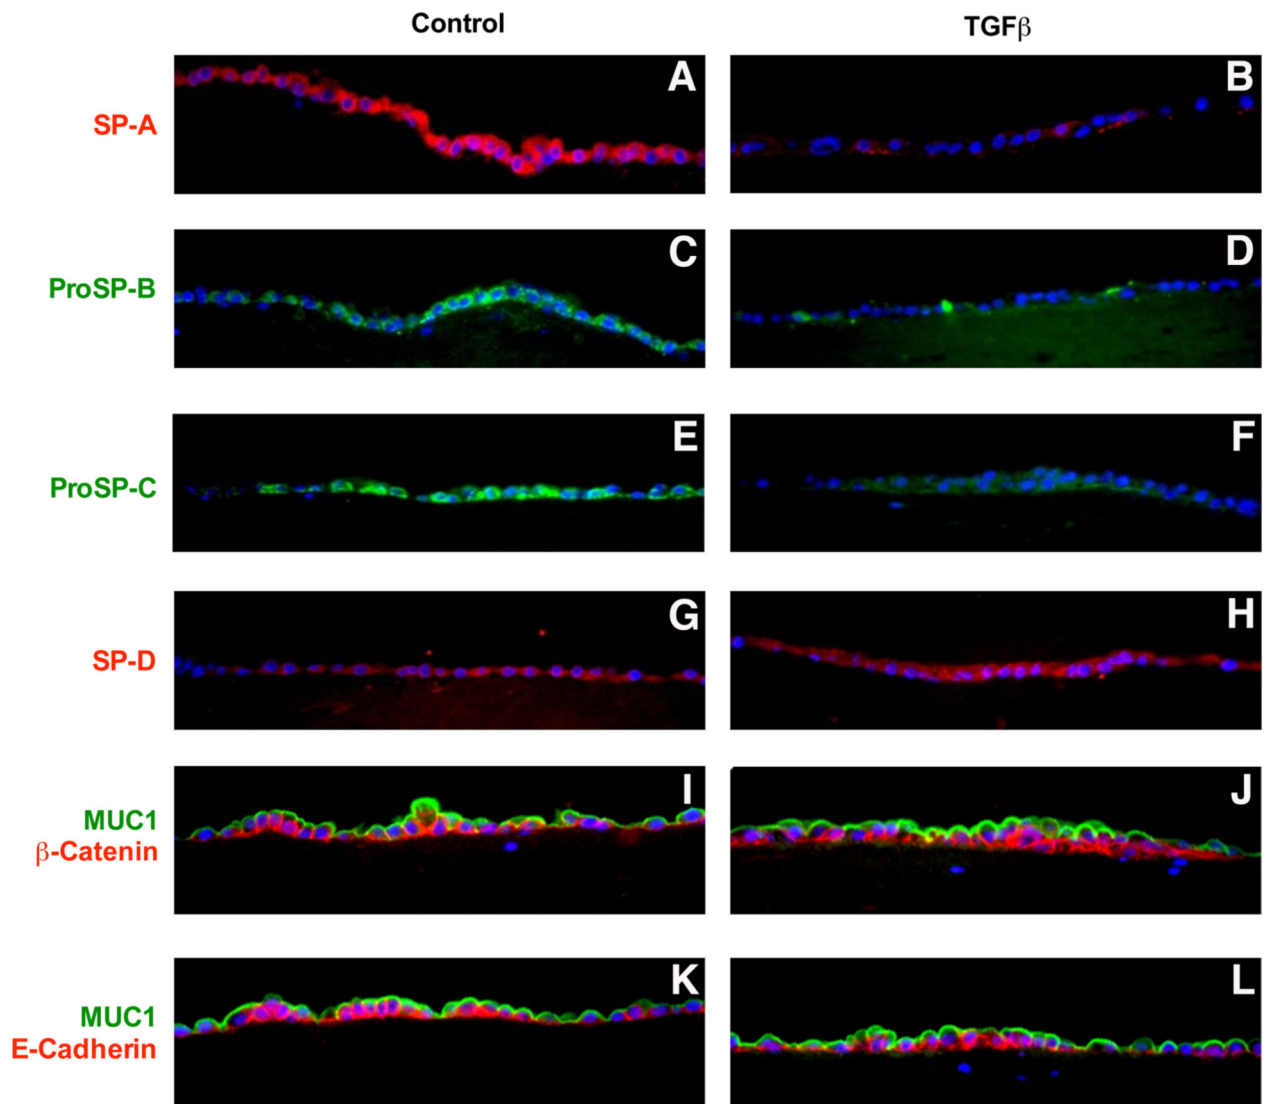 Control TGFβ
SP-A A B
ProSP-B C D
ProSP-C E F
SP-D G H
MUC1 I J
β-Catenin
MUC1 K L
E-Cadherin